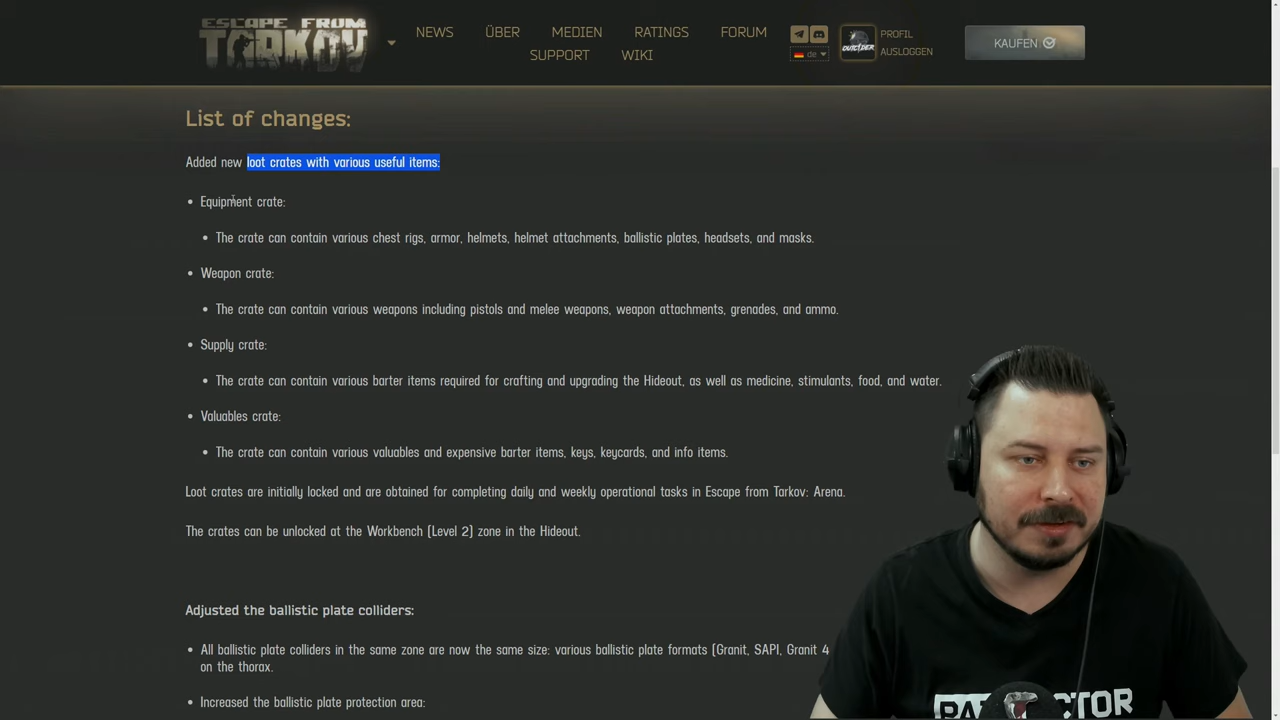 ESCAPE FROM
TARKOV
NEWS
ÜBER
MEDIEN
RATINGS
FORUM
SUPPORT
WIKI
de
OUTSIDER
PROFIL
AUSLOGGEN
KAUFEN
List of changes:
Added new loot crates with various useful items:
Equipment crate:
The crate can contain various chest rigs, armor, helmets, helmet attachments, ballistic plates, headsets, and masks.
Weapon crate:
The crate can contain various weapons including pistols and melee weapons, weapon attachments, grenades, and ammo.
Supply crate:
The crate can contain various barter items required for crafting and upgrading the Hideout, as well as medicine, stimulants, food, and water.
Valuables crate:
The crate can contain various valuables and expensive barter items, keys, keycards, and info items.
Loot crates are initially locked and are obtained for completing daily and weekly operational tasks in Escape from Tarkov: Arena.
The crates can be unlocked at the Workbench (Level 2) zone in the Hideout.
Adjusted the ballistic plate colliders:
All ballistic plate colliders in the same zone are now the same size: various ballistic plate formats (Granit, SAPI, Granit 4
on the thorax.
Increased the ballistic plate protection area: